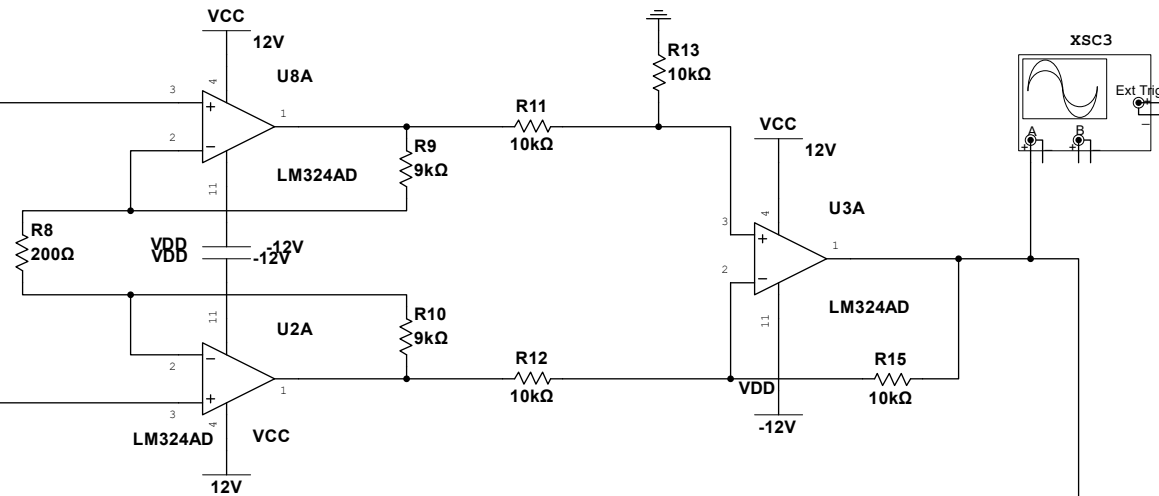 VCC
12V
U8A
4
3
1
2
11
LM324AD
R9
9kΩ
R11
10kΩ
R13
10kΩ
XSC3
Ext Trig
+
−
A
B
+
−
+
−
VCC
12V
U3A
4
3
1
2
11
LM324AD
R8
200Ω
VDD
-12V
VDD
-12V
11
U2A
2
1
3
4
LM324AD
VCC
12V
R10
9kΩ
R12
10kΩ
VDD
-12V
R15
10kΩ